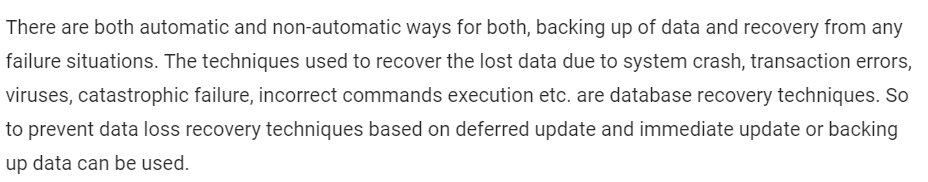 There are both automatic and non-automatic ways for both, backing up of data and recovery from any
failure situations. The techniques used to recover the lost data due to system crash, transaction errors,
viruses, catastrophic failure, incorrect commands execution etc. are database recovery techniques. So
to prevent data loss recovery techniques based on deferred update and immediate update or backing
up data can be used.